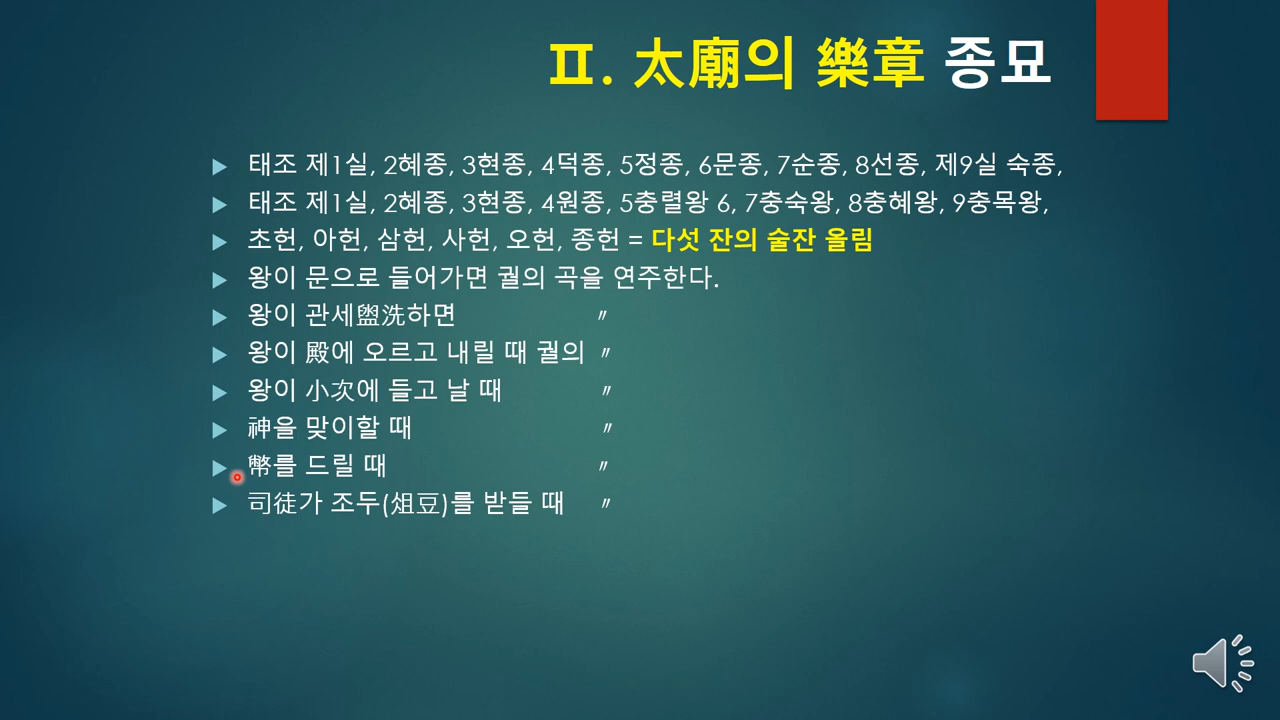 Ⅱ. 太廟의 樂章 종묘
태조 제1실, 2혜종, 3현종, 4덕종, 5정종, 6문종, 7순종, 8선종, 제9실 숙종,
태조 제1실, 2혜종, 3현종, 4원종, 5충렬왕 6, 7충숙왕, 8충혜왕, 9충목왕,
초헌, 아헌, 삼헌, 사헌, 오헌, 종헌 = 다섯 잔의 술잔 올림
왕이 문으로 들어가면 궐의 곡을 연주한다.
왕이 관세盥洗하면 〃
왕이 殿에 오르고 내릴 때 궐의 〃
왕이 小次에 들고 날 때 〃
神을 맞이할 때 〃
幣를 드릴 때 〃
司徒가 조두(俎豆)를 받들 때 〃